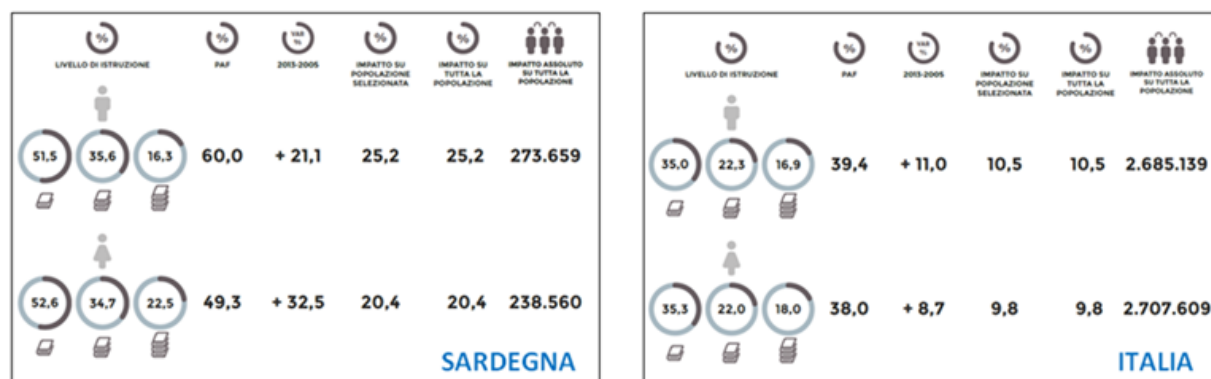 % % VAR % % %
LIVELLO DI ISTRUZIONE PAF 2013-2005 IMPATTO SU POPOLAZIONE SELEZIONATA IMPATTO SU TUTTA LA POPOLAZIONE IMPATTO ASSOLUTO SU TUTTA LA POPOLAZIONE
51,5 35,6 16,3 60,0 + 21,1 25,2 25,2 273.659
52,6 34,7 22,5 49,3 + 32,5 20,4 20,4 238.560
SARDEGNA
% % VAR % % %
LIVELLO DI ISTRUZIONE PAF 2013-2005 IMPATTO SU POPOLAZIONE SELEZIONATA IMPATTO SU TUTTA LA POPOLAZIONE IMPATTO ASSOLUTO SU TUTTA LA POPOLAZIONE
35,0 22,3 16,9 39,4 + 11,0 10,5 10,5 2.685.139
35,3 22,0 18,0 38,0 + 8,7 9,8 9,8 2.707.609
ITALIA